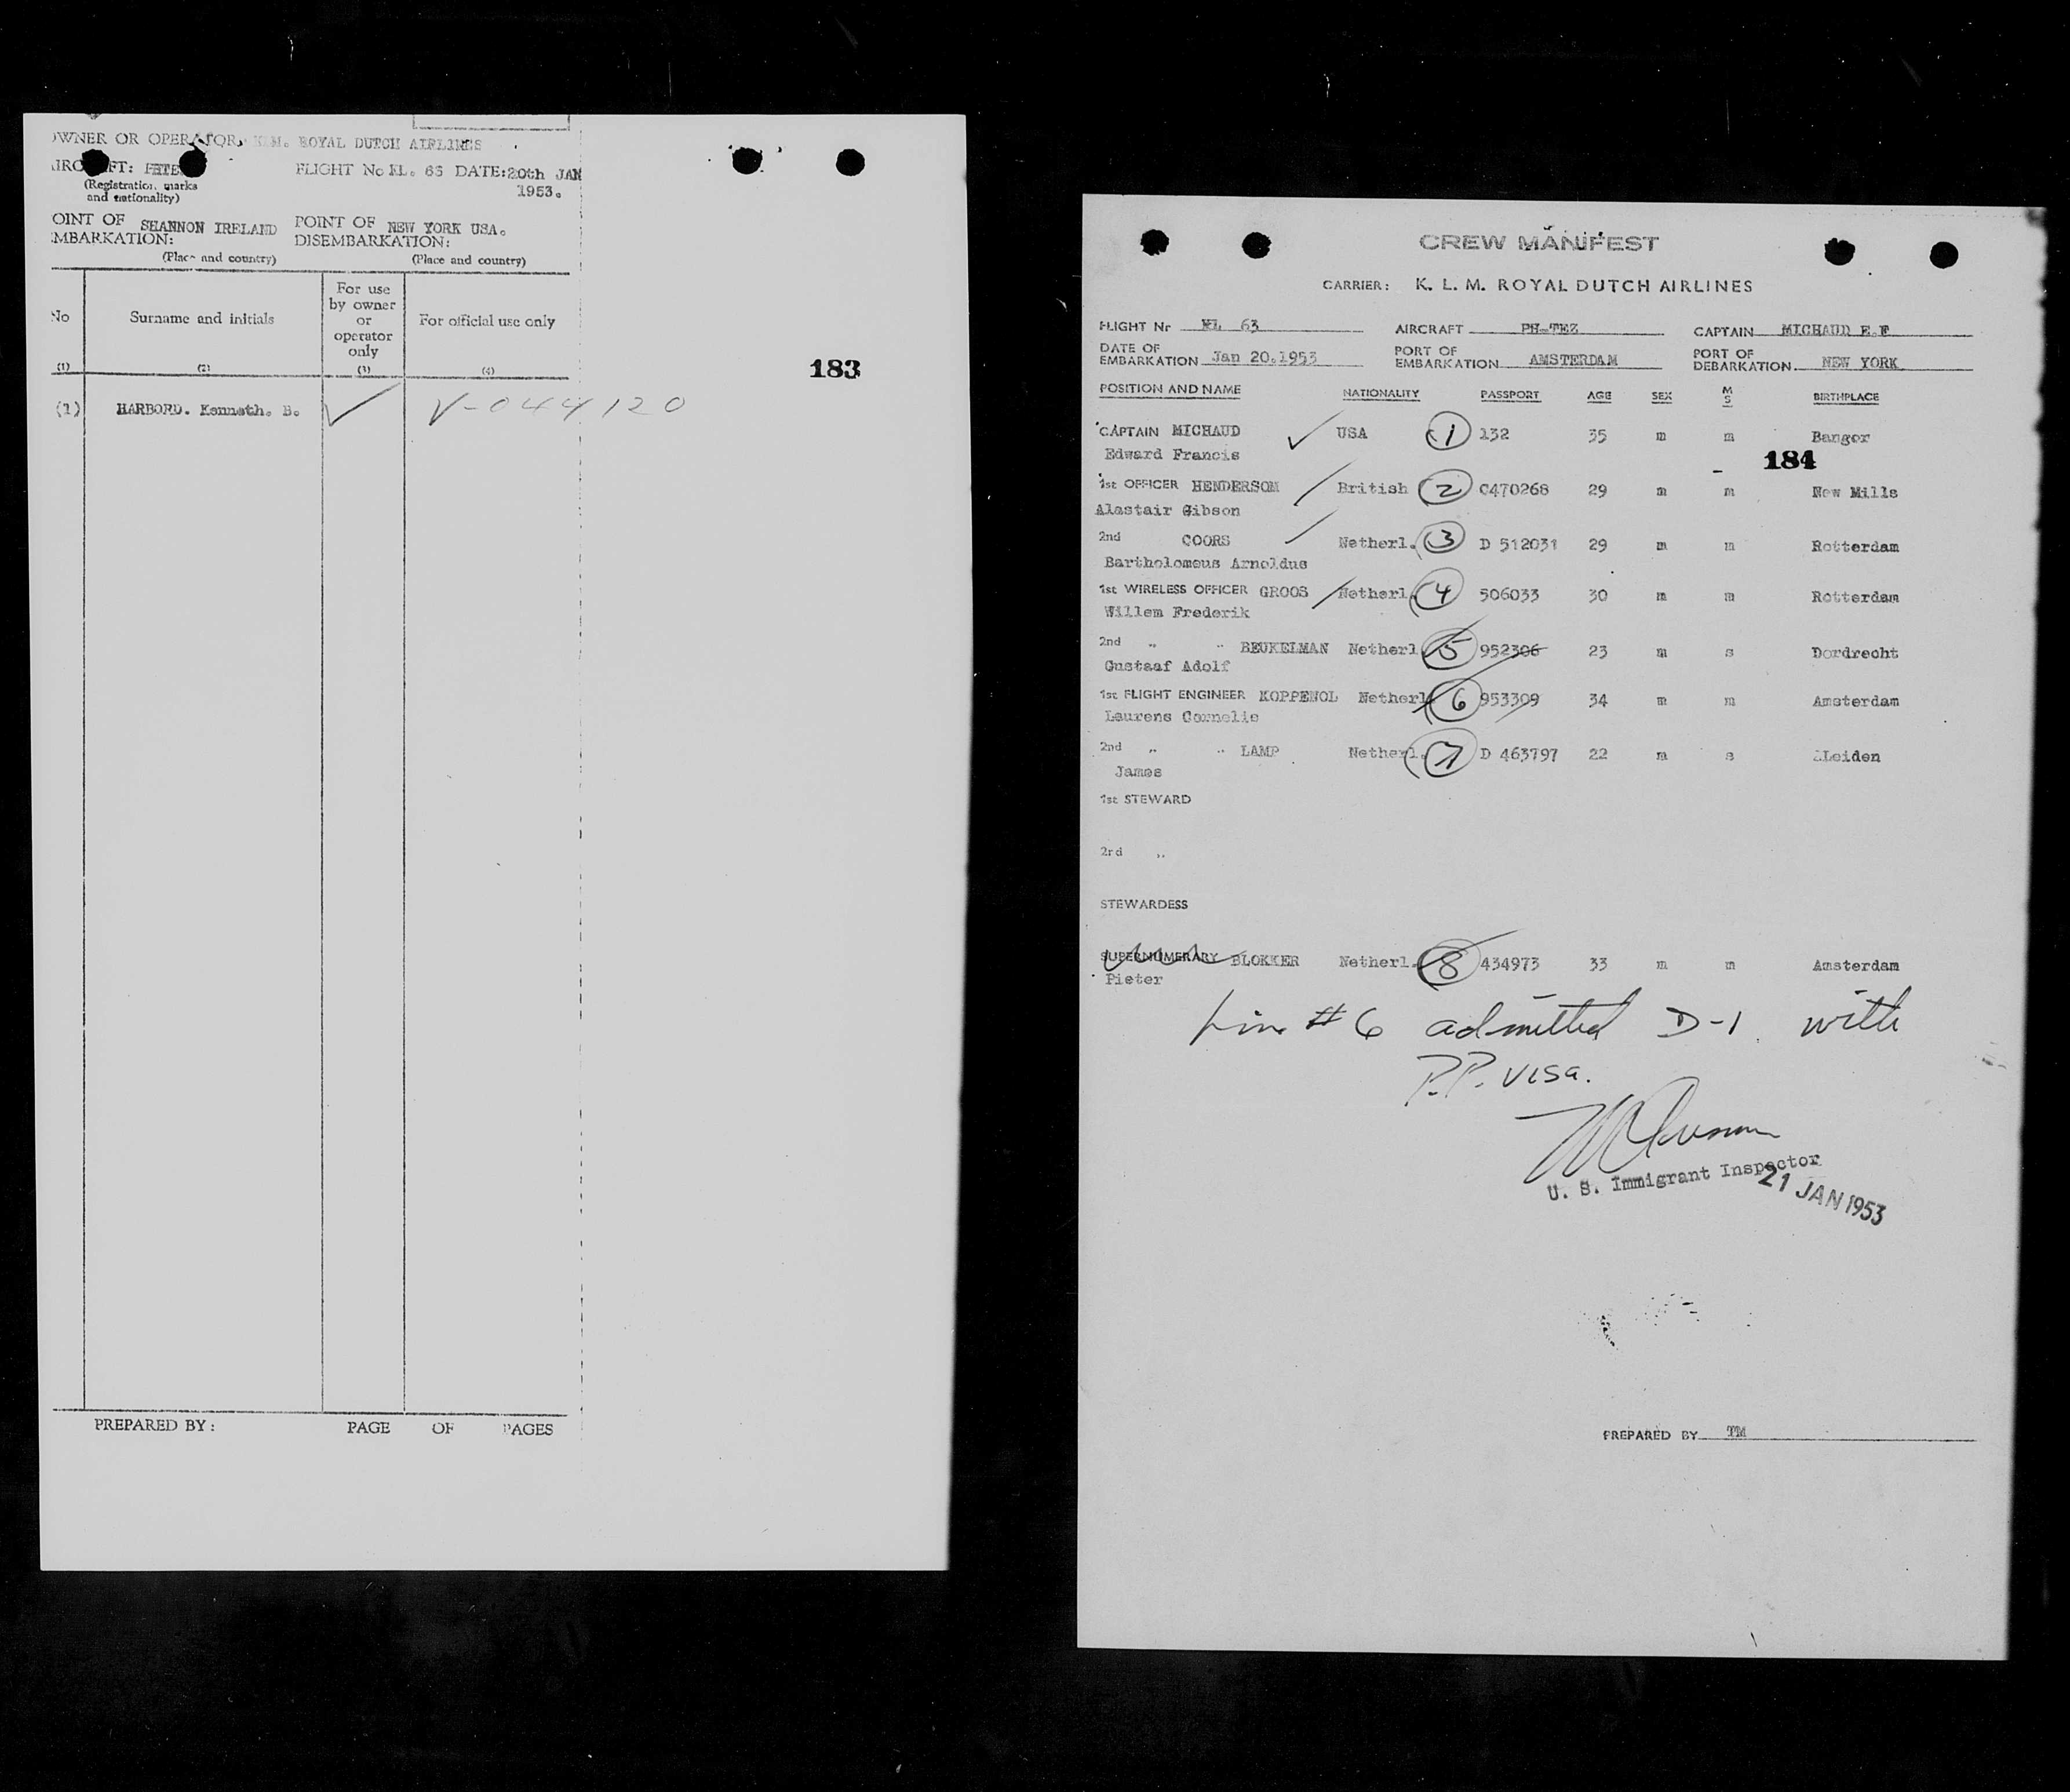 OWNER OR OPERATOR, K.L.M. ROYAL DUTCH AIRLINES
AIRCRAFT: PHTE FLIGHT No KL. 63 DATE: 20th JAN
(Registration, marks and nationality) 1953.
POINT OF EMBARKATION: SHANNON IRELAND POINT OF DISEMBARKATION: NEW YORK USA.
(Place and country) (Place and country)
No Surname and initials For use by owner or operator only For official use only
(1) (2) (3) (4)
183
(1) HARBORD. Kenneth. B. ✓ V-044120
PREPARED BY: PAGE OF PAGES
CREW MANIFEST
CARRIER: K. L. M. ROYAL DUTCH AIRLINES
FLIGHT Nr KL 63 AIRCRAFT PH-TEZ CAPTAIN MICHAUD E.F
DATE OF EMBARKATION Jan 20.1953 PORT OF EMBARKATION AMSTERDAM PORT OF DEBARKATION. NEW YORK
POSITION AND NAME NATIONALITY PASSPORT AGE SEX M S BIRTHPLACE
CAPTAIN MICHAUD ✓ USA 1 132 35 m m Bangor
Edward Francis
184
1st OFFICER HENDERSON British 2 C470268 29 m m New Mills
Alastair Gibson
2nd COORS Netherl. 3 D 512031 29 m m Rotterdam
Bartholomeus Arnoldus
1st WIRELESS OFFICER GROOS Netherl. 4 506033 30 m m Rotterdam
Willem Frederik
2nd " " BEUKELMAN Netherl. 5 952306 23 m s Dordrecht
Gustaaf Adolf
1st FLIGHT ENGINEER KOPPENOL Netherl. 6 953309 34 m m Amsterdam
Laurens Cornelis
2nd " " LAMP Netherl. 7 D 463797 22 m s Leiden
James
1st STEWARD
2rd "
STEWARDESS
SUPERNUMERARY BLOKKER Netherl. 8 434973 33 m m Amsterdam
Pieter
Line #6 admitted D-1 with
P.P. visa.
U. S. Immigrant Inspector
21 JAN 1953
PREPARED BY TM